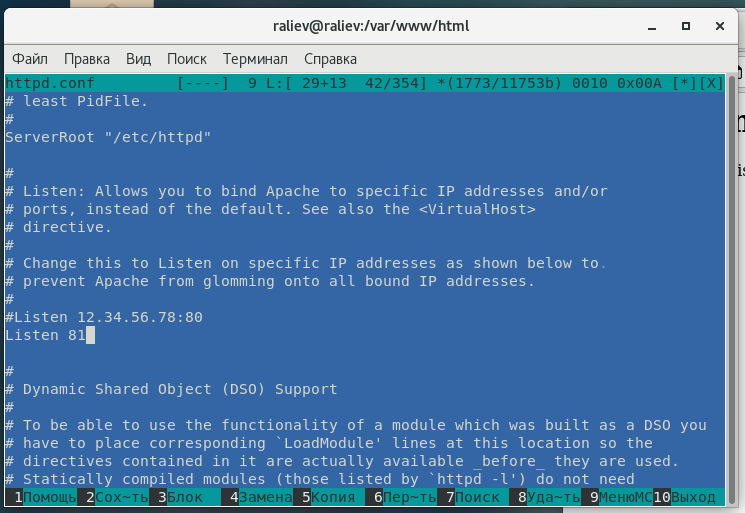 raliev@raliev:/var/www/html
Файл Правка Вид Поиск Терминал Справка
httpd.conf [----] 9 L:[ 29+13 42/354] *(1773/11753b) 0010 0x00A [*][X]
# least PidFile.
#
ServerRoot "/etc/httpd"
#
# Listen: Allows you to bind Apache to specific IP addresses and/or
# ports, instead of the default. See also the <VirtualHost>
# directive.
#
# Change this to Listen on specific IP addresses as shown below to.
# prevent Apache from glomming onto all bound IP addresses.
#
#Listen 12.34.56.78:80
Listen 81
#
# Dynamic Shared Object (DSO) Support
#
# To be able to use the functionality of a module which was built as a DSO you
# have to place corresponding `LoadModule' lines at this location so the
# directives contained in it are actually available _before_ they are used.
# Statically compiled modules (those listed by `httpd -l') do not need
1Помощь 2Сох~ть 3Блок 4Замена 5Копия 6Пер~ть 7Поиск 8Уда~ть 9МенюMC 10Выход